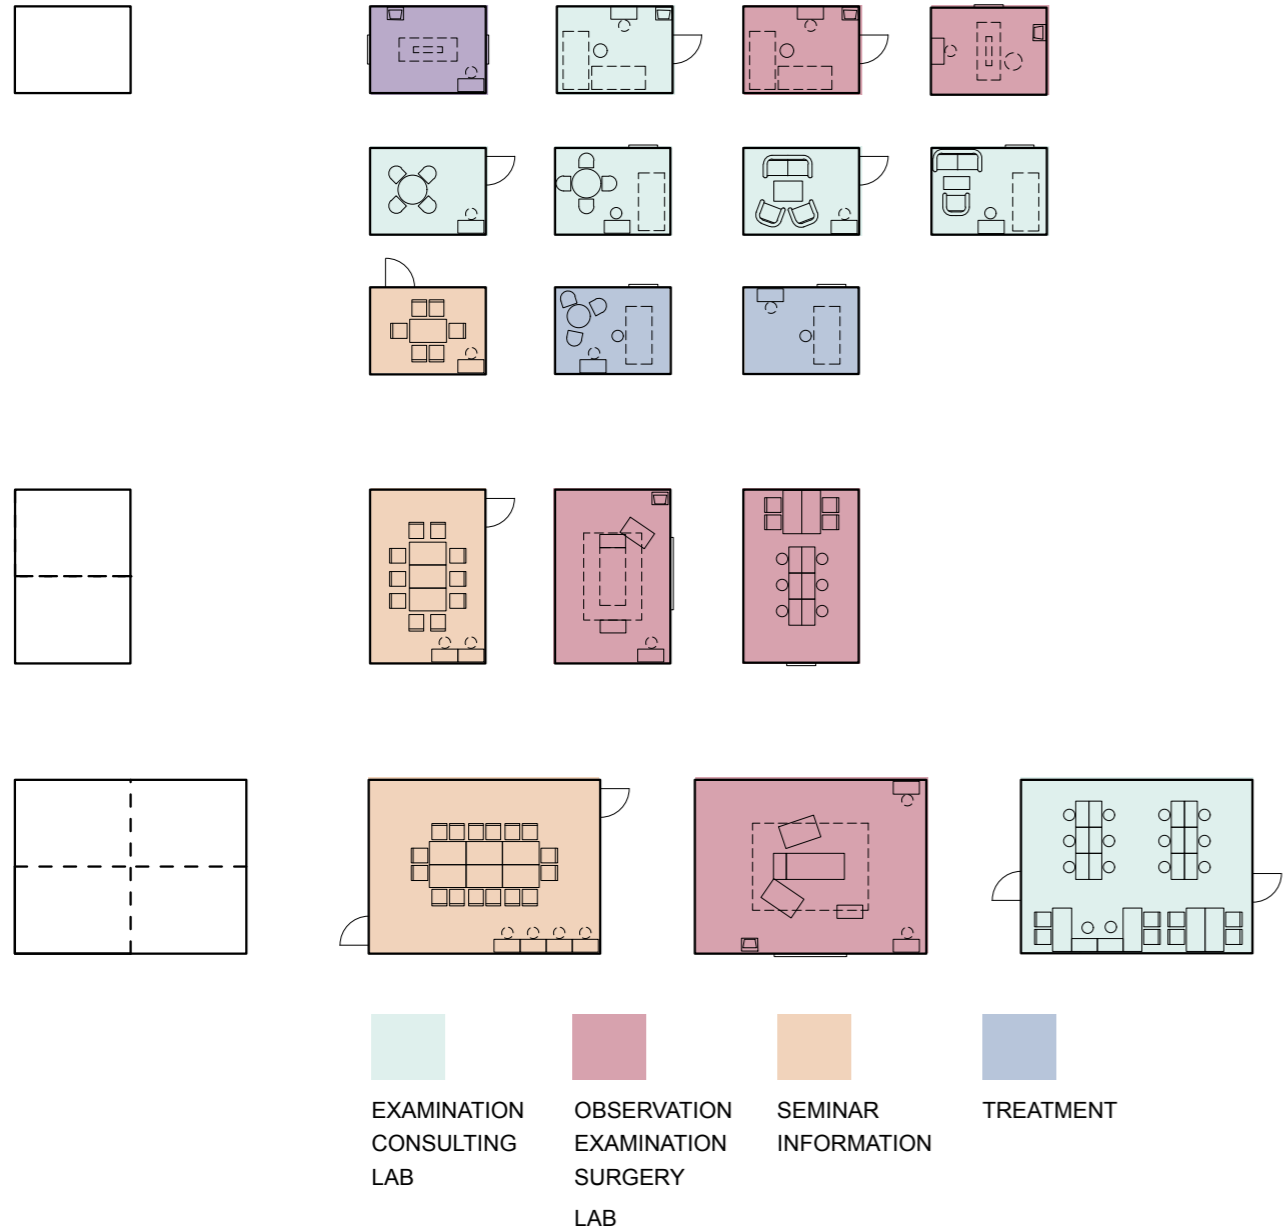 EXAMINATION
CONSULTING
LAB
OBSERVATION
EXAMINATION
SURGERY
LAB
SEMINAR
INFORMATION
TREATMENT